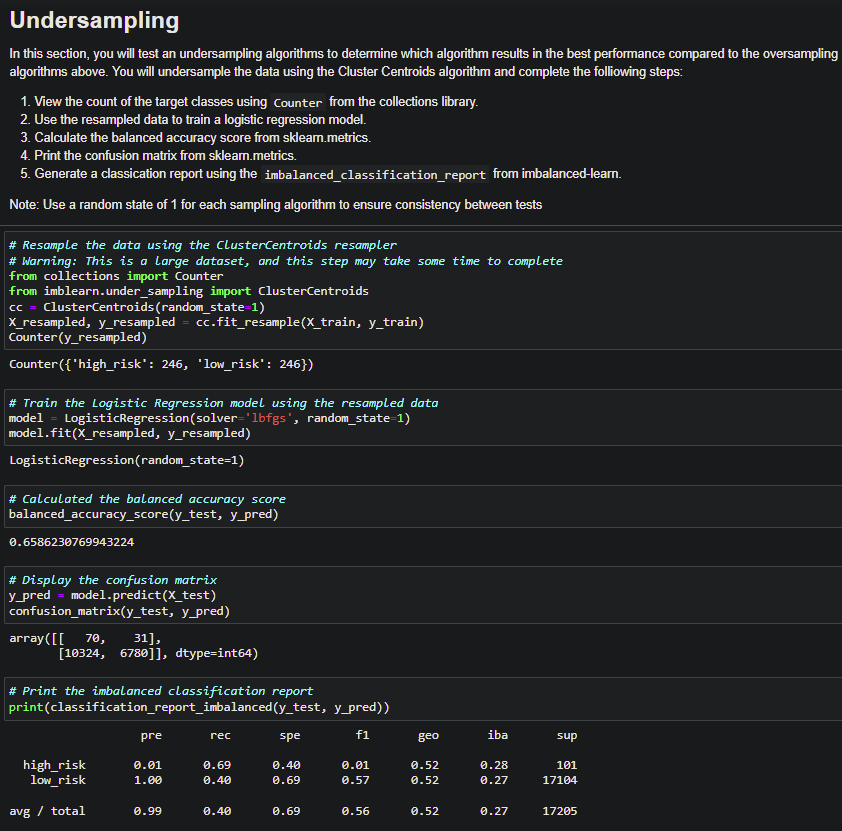 Undersampling
In this section, you will test an undersampling algorithms to determine which algorithm results in the best performance compared to the oversampling
algorithms above. You will undersample the data using the Cluster Centroids algorithm and complete the folliowing steps:
1. View the count of the target classes using Counter from the collections library.
2. Use the resampled data to train a logistic regression model.
3. Calculate the balanced accuracy score from sklearn.metrics.
4. Print the confusion matrix from sklearn.metrics.
5. Generate a classication report using the imbalanced_classification_report from imbalanced-learn.
Note: Use a random state of 1 for each sampling algorithm to ensure consistency between tests
# Resample the data using the ClusterCentroids resampler
# Warning: This is a large dataset, and this step may take some time to complete
from collections import Counter
from imblearn.under_sampling import ClusterCentroids
cc = ClusterCentroids(random_state=1)
X_resampled, y_resampled = cc.fit_resample(X_train, y_train)
Counter(y_resampled)
Counter({'high_risk': 246, 'low_risk': 246})
# Train the Logistic Regression model using the resampled data
model = LogisticRegression(solver='lbfgs', random_state=1)
model.fit(X_resampled, y_resampled)
LogisticRegression(random_state=1)
# Calculated the balanced accuracy score
balanced_accuracy_score(y_test, y_pred)
0.6586230769943224
# Display the confusion matrix
y_pred = model.predict(X_test)
confusion_matrix(y_test, y_pred)
array([[   70,    31],
       [10324,  6780]], dtype=int64)
# Print the imbalanced classification report
print(classification_report_imbalanced(y_test, y_pred))
pre rec spe f1 geo iba sup
high_risk 0.01 0.69 0.40 0.01 0.52 0.28 101
low_risk 1.00 0.40 0.69 0.57 0.52 0.27 17104
avg / total 0.99 0.40 0.69 0.56 0.52 0.27 17205